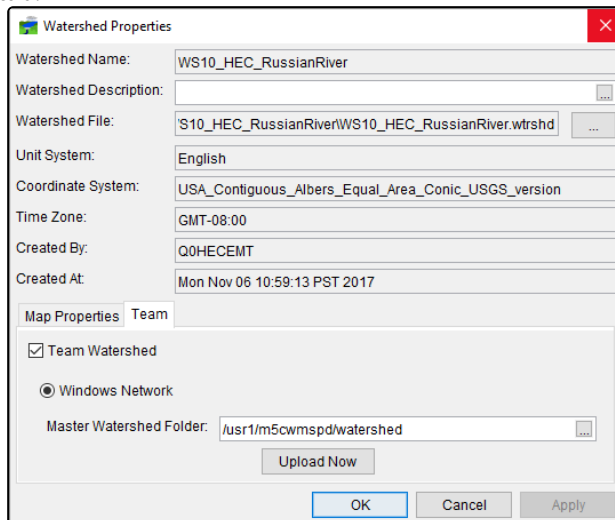 Watershed Properties
Watershed Name: WS10_HEC_RussianRiver
Watershed Description: ...
Watershed File: 'S10_HEC_RussianRiver\WS10_HEC_RussianRiver.wtrshd ...
Unit System: English
Coordinate System: USA_Contiguous_Albers_Equal_Area_Conic_USGS_version
Time Zone: GMT-08:00
Created By: Q0HECEMT
Created At: Mon Nov 06 10:59:13 PST 2017
Map Properties Team
Team Watershed
Windows Network
Master Watershed Folder: /usr1/m5cwmspd/watershed ...
Upload Now
OK Cancel Apply